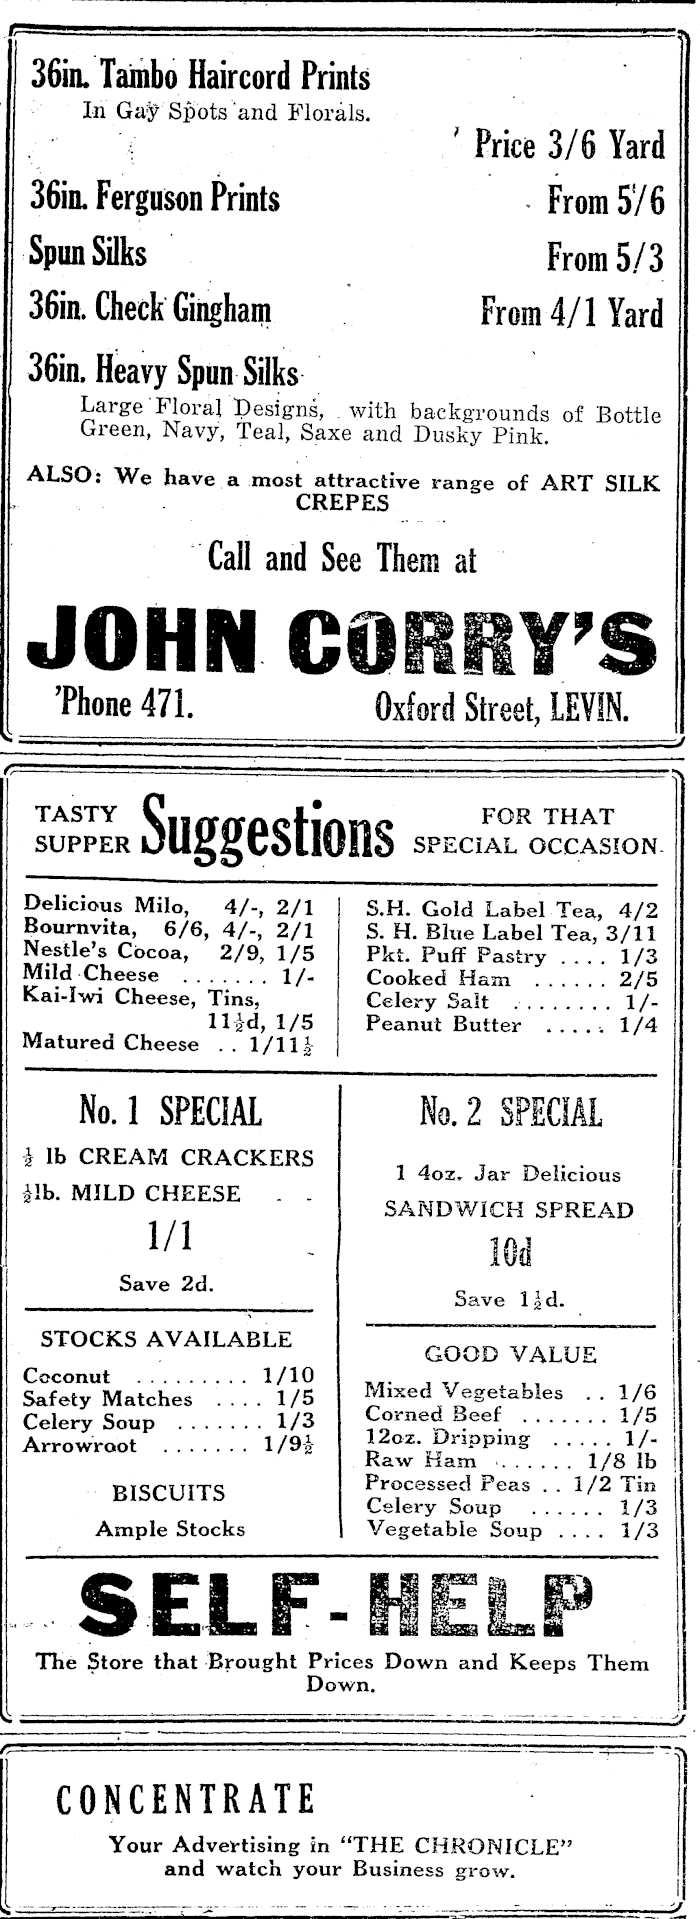 36in. Tambo Haircord Prints
In Gay Spots and Florals.
Price 3/6 Yard
36in. Ferguson Prints From 5/6
Spun Silks From 5/3
36in. Check Gingham From 4/1 Yard
36in. Heavy Spun Silks
Large Floral Designs, with backgrounds of Bottle
Green, Navy, Teal, Saxe and Dusky Pink.
ALSO: We have a most attractive range of ART SILK
CREPES
Call and See Them at
JOHN CORRY'S
'Phone 471. Oxford Street, LEVIN.
TASTY
SUPPER
Suggestions
FOR THAT
SPECIAL OCCASION
Delicious Milo, 4/-, 2/1
Bournvita, 6/6, 4/-, 2/1
Nestle's Cocoa, 2/9, 1/5
Mild Cheese ....... 1/-
Kai-Iwi Cheese, Tins,
11½d, 1/5
Matured Cheese .. 1/11½
S.H. Gold Label Tea, 4/2
S. H. Blue Label Tea, 3/11
Pkt. Puff Pastry .... 1/3
Cooked Ham ...... 2/5
Celery Salt ........ 1/-
Peanut Butter ..... 1/4
No. 1 SPECIAL
½ lb CREAM CRACKERS
½lb. MILD CHEESE - -
1/1
Save 2d.
STOCKS AVAILABLE
Coconut ......... 1/10
Safety Matches .... 1/5
Celery Soup ....... 1/3
Arrowroot ....... 1/9½
BISCUITS
Ample Stocks
No. 2 SPECIAL
1 4oz. Jar Delicious
SANDWICH SPREAD
10d
Save 1½d.
GOOD VALUE
Mixed Vegetables .. 1/6
Corned Beef ....... 1/5
12oz. Dripping ..... 1/-
Raw Ham ...... 1/8 lb
Processed Peas .. 1/2 Tin
Celery Soup ...... 1/3
Vegetable Soup .... 1/3
SELF-HELP
The Store that Brought Prices Down and Keeps Them
Down.
CONCENTRATE
Your Advertising in "THE CHRONICLE"
and watch your Business grow.